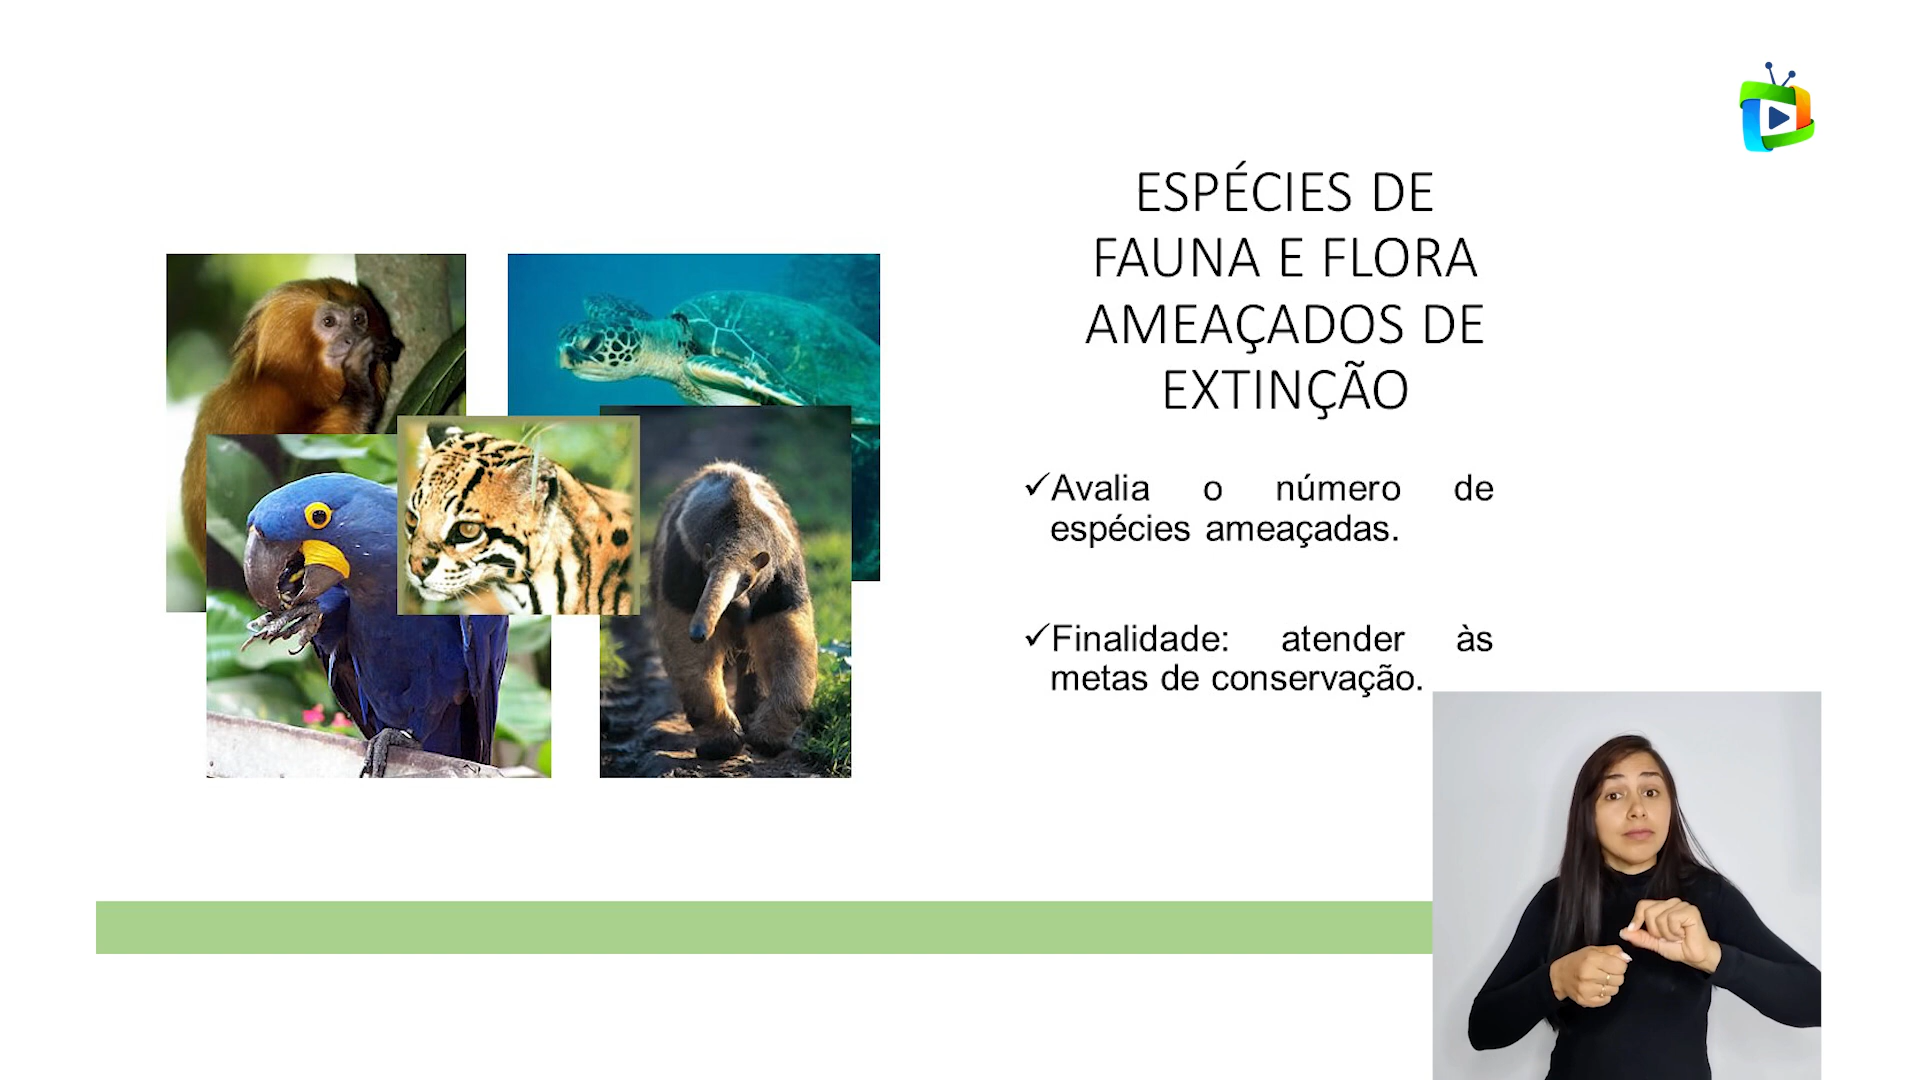 ESPÉCIES DE
FAUNA E FLORA
AMEAÇADOS DE
EXTINÇÃO
✓Avalia o número de
espécies ameaçadas.
✓Finalidade: atender às
metas de conservação.